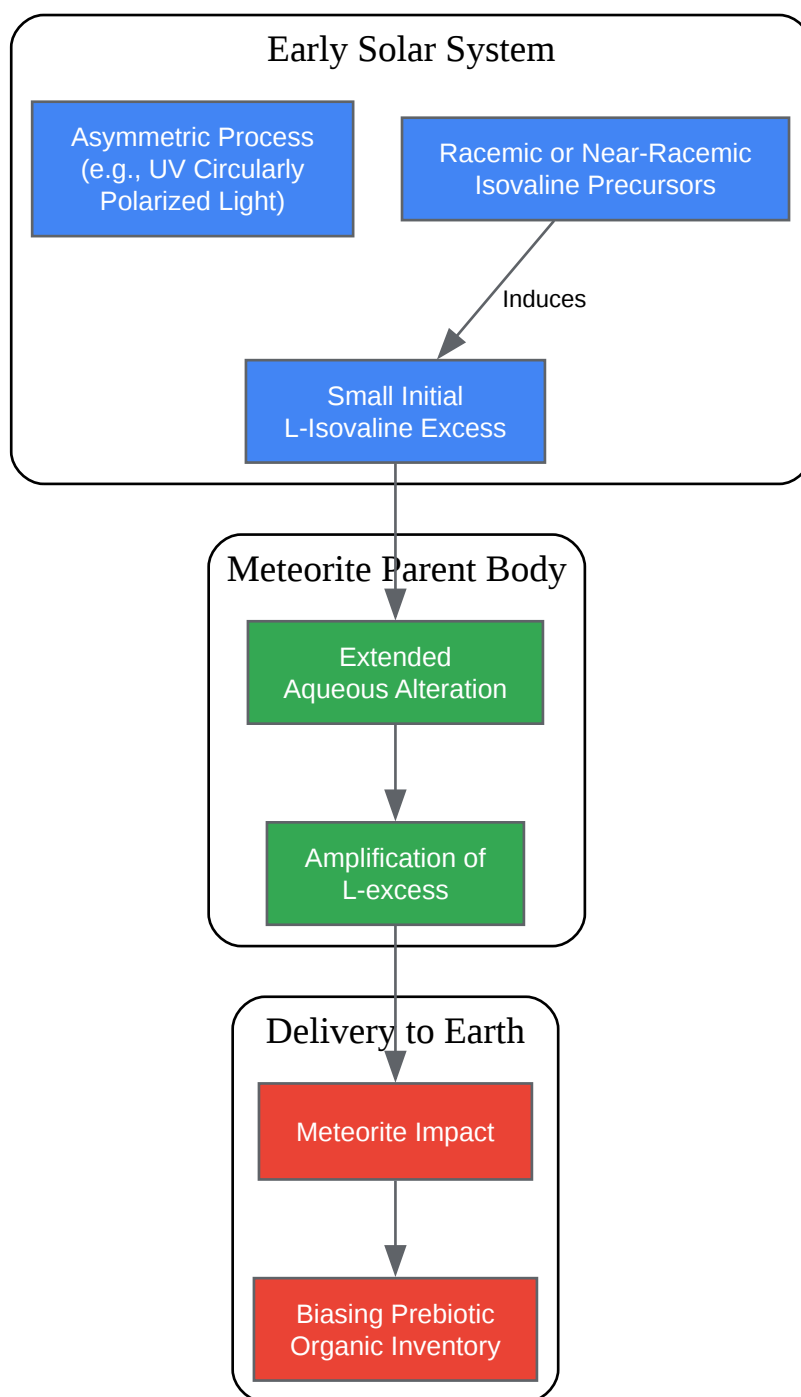 Early Solar System
Asymmetric Process
(e.g., UV Circularly
Polarized Light)
Racemic or Near-Racemic
Isovaline Precursors
Induces
Small Initial
L-Isovaline Excess
Meteorite Parent Body
Extended
Aqueous Alteration
Amplification of
L-excess
Delivery to Earth
Meteorite Impact
Biasing Prebiotic
Organic Inventory